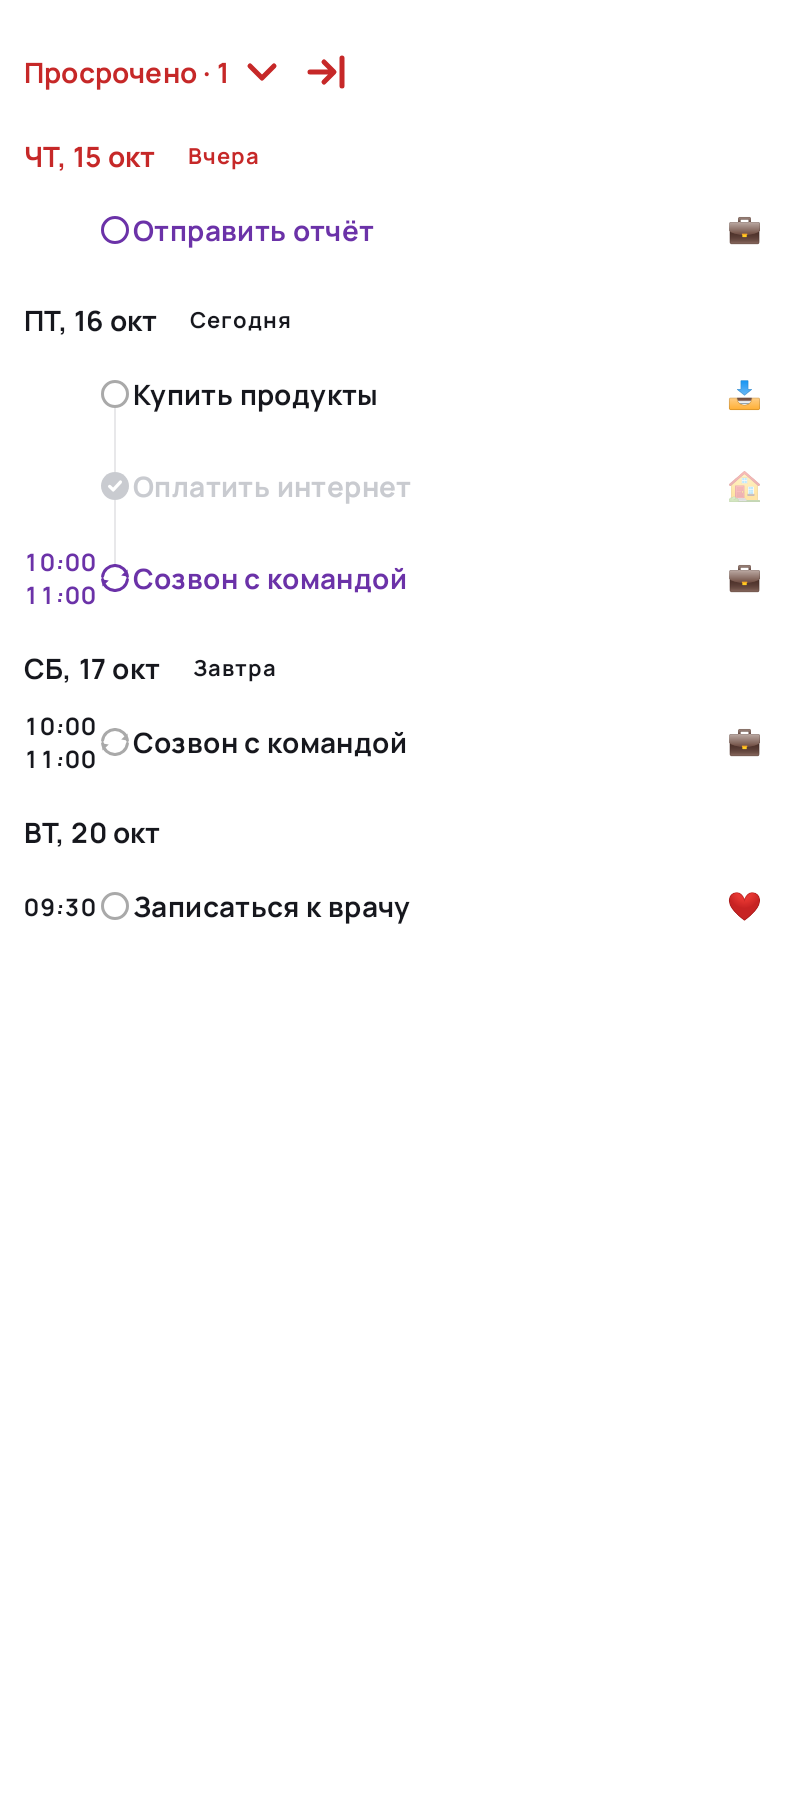 Просрочено · 1
ЧТ, 15 окт Вчера
Отправить отчёт
ПТ, 16 окт Сегодня
Купить продукты
Оплатить интернет
10:00
11:00
Созвон с командой
СБ, 17 окт Завтра
10:00
11:00
Созвон с командой
ВТ, 20 окт
09:30 Записаться к врачу